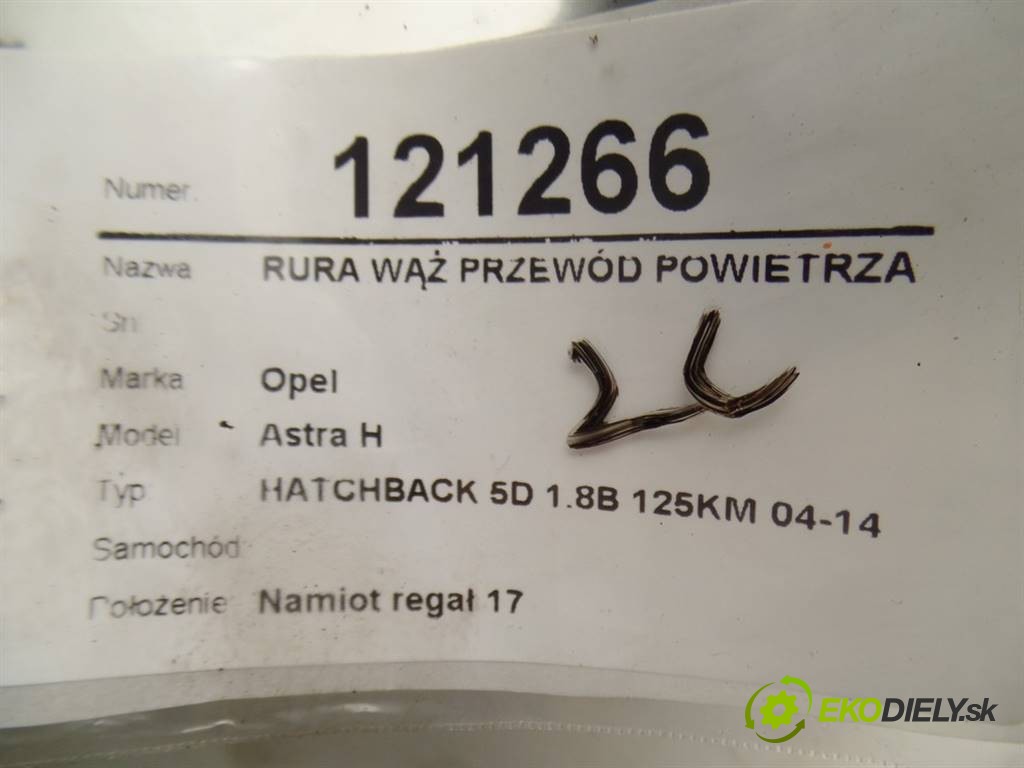 Numer. 121266
Nazwa RURA WĄŻ PRZEWÓD POWIETRZA
Sn
Marka Opel
Model Astra H
Typ HATCHBACK 5D 1.8B 125KM 04-14
Samochód
Położenie Namiot regał 17
EKODIELY.sk